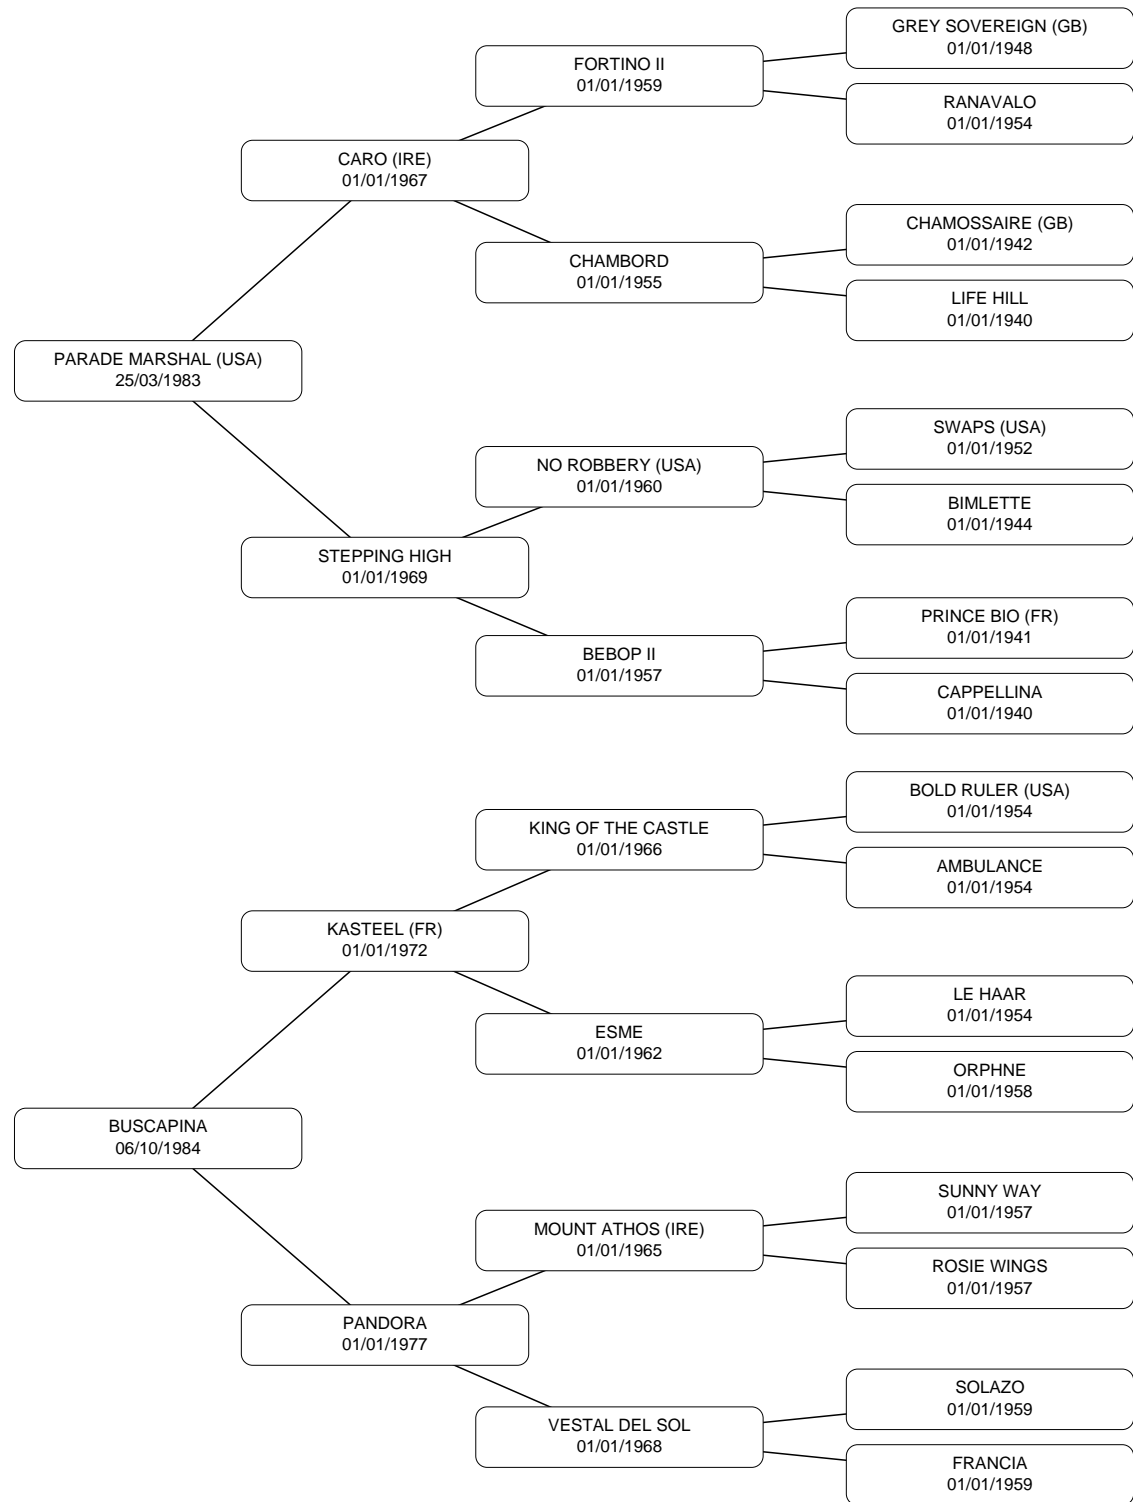 GREY SOVEREIGN (GB)
01/01/1948
FORTINO II
01/01/1959
RANAVALO
01/01/1954
CARO (IRE)
01/01/1967
CHAMOSSAIRE (GB)
01/01/1942
CHAMBORD
01/01/1955
LIFE HILL
01/01/1940
PARADE MARSHAL (USA)
25/03/1983
SWAPS (USA)
01/01/1952
NO ROBBERY (USA)
01/01/1960
BIMLETTE
01/01/1944
STEPPING HIGH
01/01/1969
PRINCE BIO (FR)
01/01/1941
BEBOP II
01/01/1957
CAPPELLINA
01/01/1940
BOLD RULER (USA)
01/01/1954
KING OF THE CASTLE
01/01/1966
AMBULANCE
01/01/1954
KASTEEL (FR)
01/01/1972
LE HAAR
01/01/1954
ESME
01/01/1962
ORPHNE
01/01/1958
BUSCAPINA
06/10/1984
SUNNY WAY
01/01/1957
MOUNT ATHOS (IRE)
01/01/1965
ROSIE WINGS
01/01/1957
PANDORA
01/01/1977
SOLAZO
01/01/1959
VESTAL DEL SOL
01/01/1968
FRANCIA
01/01/1959